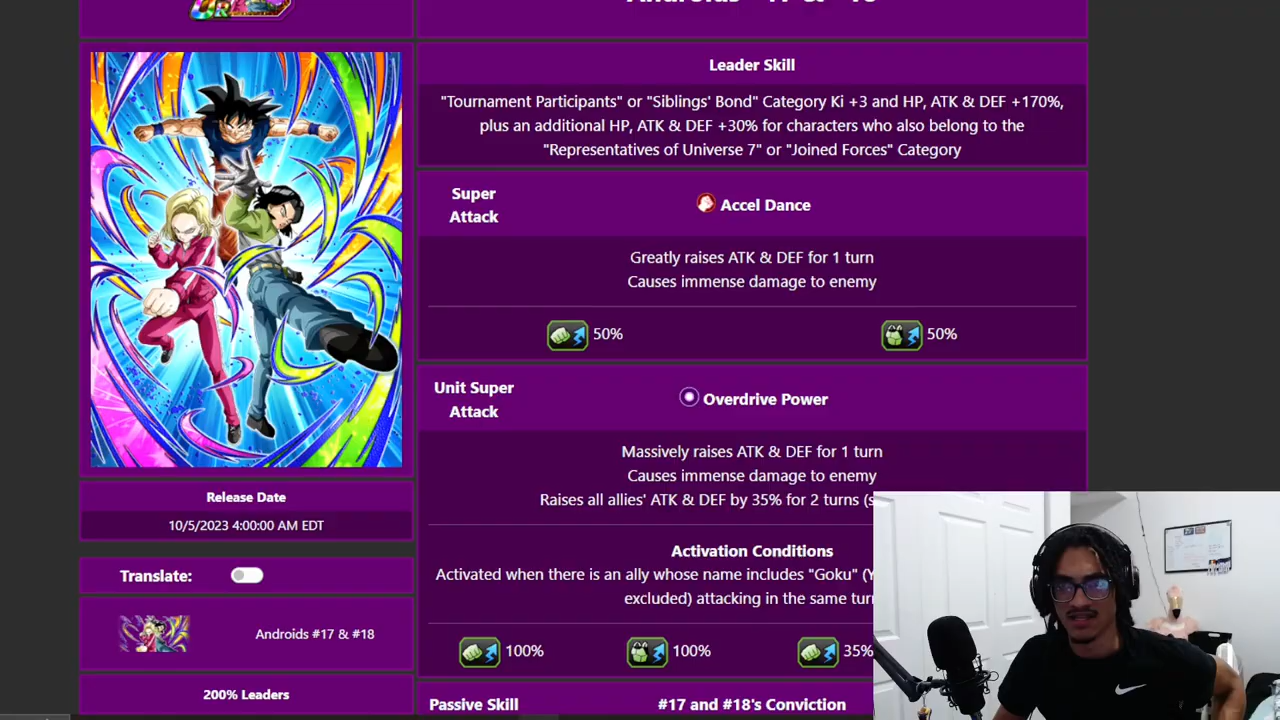 Leader Skill
"Tournament Participants" or "Siblings' Bond" Category Ki +3 and HP, ATK & DEF +170%,
plus an additional HP, ATK & DEF +30% for characters who also belong to the
"Representatives of Universe 7" or "Joined Forces" Category
Super
Attack
Accel Dance
Greatly raises ATK & DEF for 1 turn
Causes immense damage to enemy
50%
50%
Unit Super
Attack
Overdrive Power
Massively raises ATK & DEF for 1 turn
Causes immense damage to enemy
Raises all allies' ATK & DEF by 35% for 2 turns (s
Activation Conditions
Activated when there is an ally whose name includes "Goku" (Y
excluded) attacking in the same turn
100%
100%
35%
Passive Skill
#17 and #18's Conviction
Release Date
10/5/2023 4:00:00 AM EDT
Translate:
Androids #17 & #18
200% Leaders